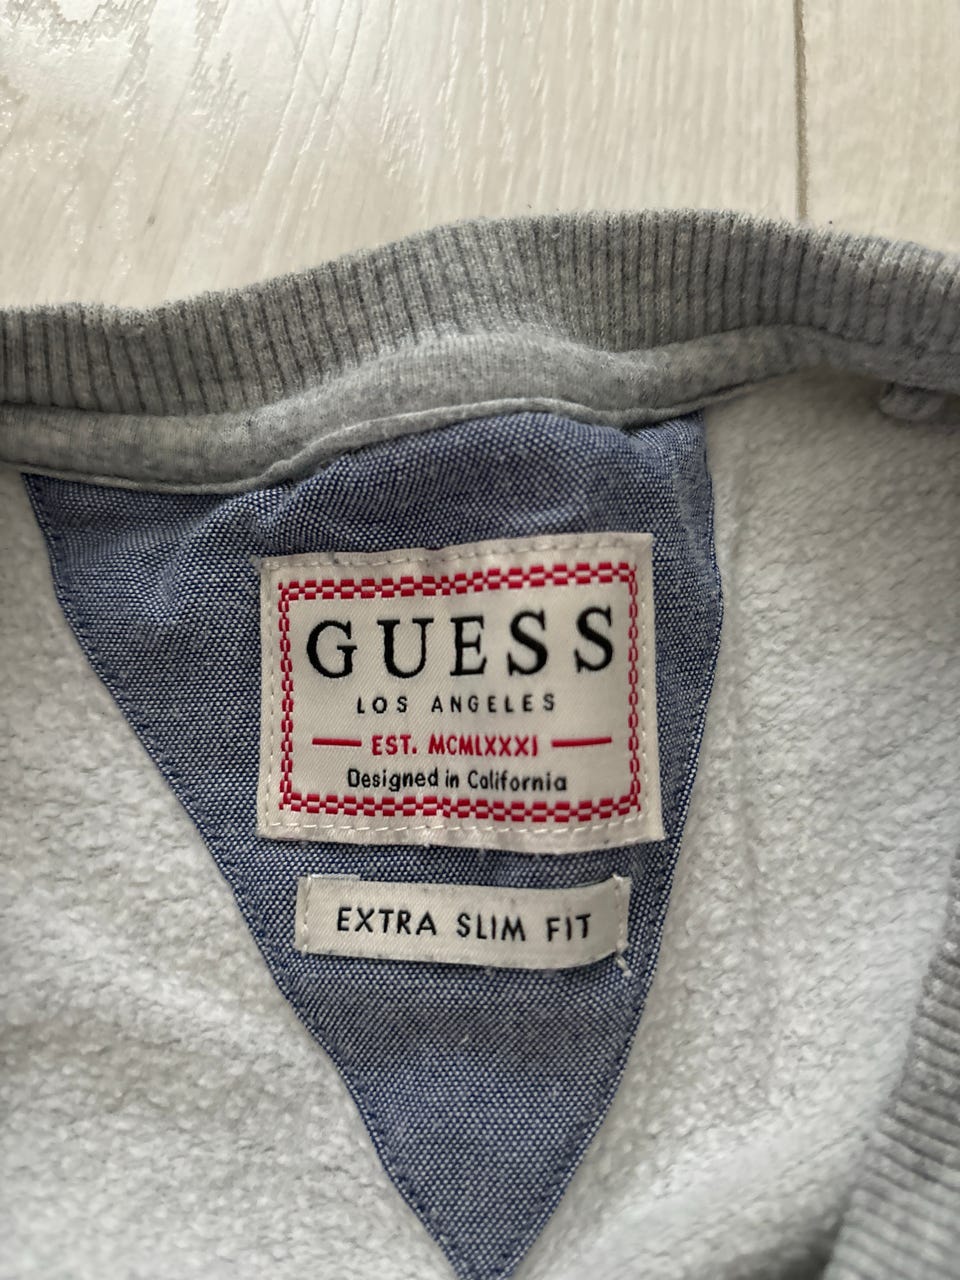 GUESS
LOS ANGELES
EST. MCMLXXXI
Designed in California
EXTRA SLIM FIT